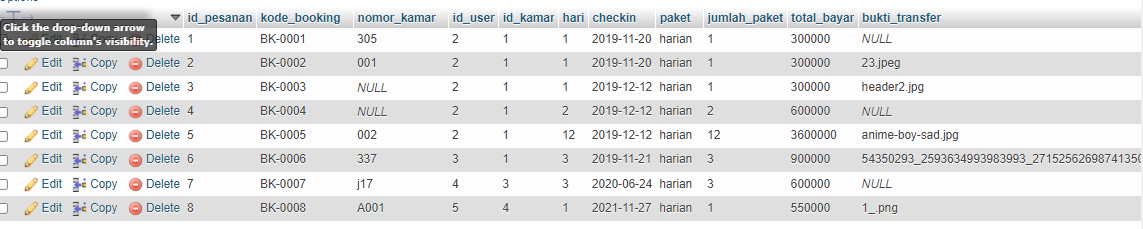 id_pesanan kode_booking nomor_kamar id_user id_kamar hari checkin paket jumlah_paket total_bayar bukti_transfer
Click the drop-down arrow
to toggle column's visibility.
Delete 1 BK-0001 305 2 1 1 2019-11-20 harian 1 300000 NULL
Edit Copy Delete 2 BK-0002 001 2 1 1 2019-11-20 harian 1 300000 23.jpeg
Edit Copy Delete 3 BK-0003 NULL 2 1 1 2019-12-12 harian 1 300000 header2.jpg
Edit Copy Delete 4 BK-0004 NULL 2 1 2 2019-12-12 harian 2 600000 NULL
Edit Copy Delete 5 BK-0005 002 2 1 12 2019-12-12 harian 12 3600000 anime-boy-sad.jpg
Edit Copy Delete 6 BK-0006 337 3 1 3 2019-11-21 harian 3 900000 54350293_2593634993983993_27152562698741350
Edit Copy Delete 7 BK-0007 j17 4 3 3 2020-06-24 harian 3 600000 NULL
Edit Copy Delete 8 BK-0008 A001 5 4 1 2021-11-27 harian 1 550000 1_.png